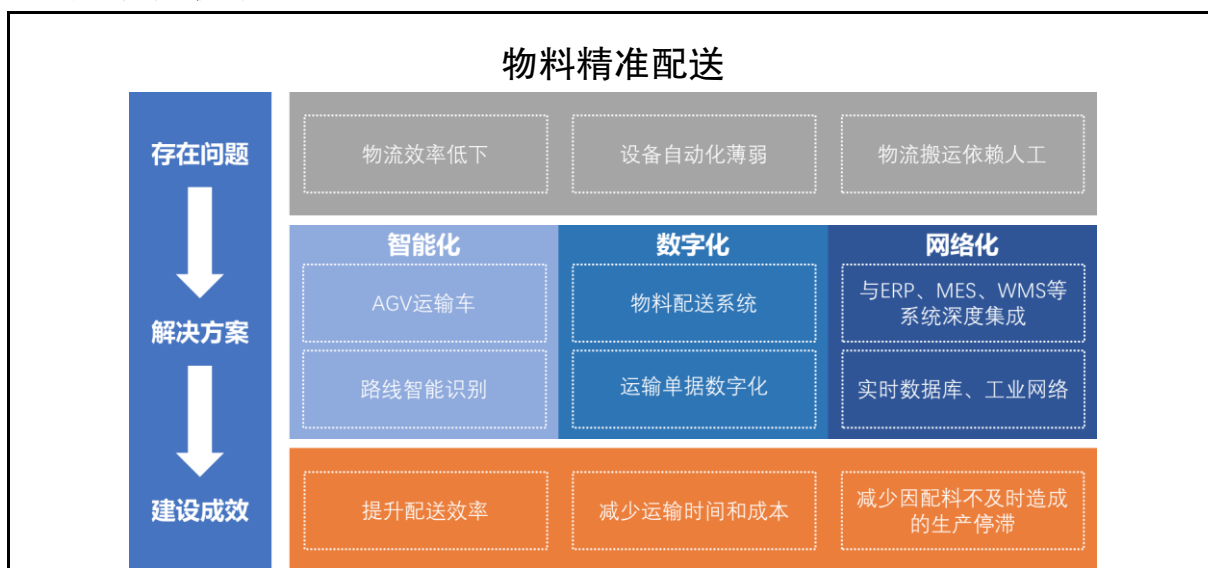 物料精准配送
存在问题
物流效率低下
设备自动化薄弱
物流搬运依赖人工
解决方案
智能化
数字化
网络化
AGV运输车
物料配送系统
与ERP、MES、WMS等
系统深度集成
路线智能识别
运输单据数字化
实时数据库、工业网络
建设成效
提升配送效率
减少运输时间和成本
减少因配料不及时造成
的生产停滞